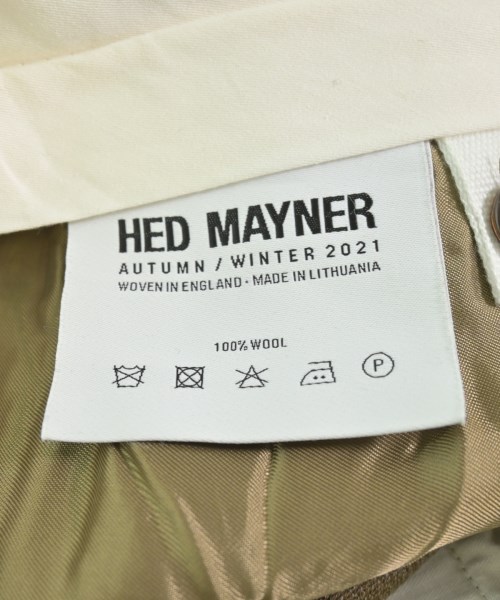 HED MAYNER
AUTUMN / WINTER 2021
WOVEN IN ENGLAND · MADE IN LITHUANIA
100% WOOL
P